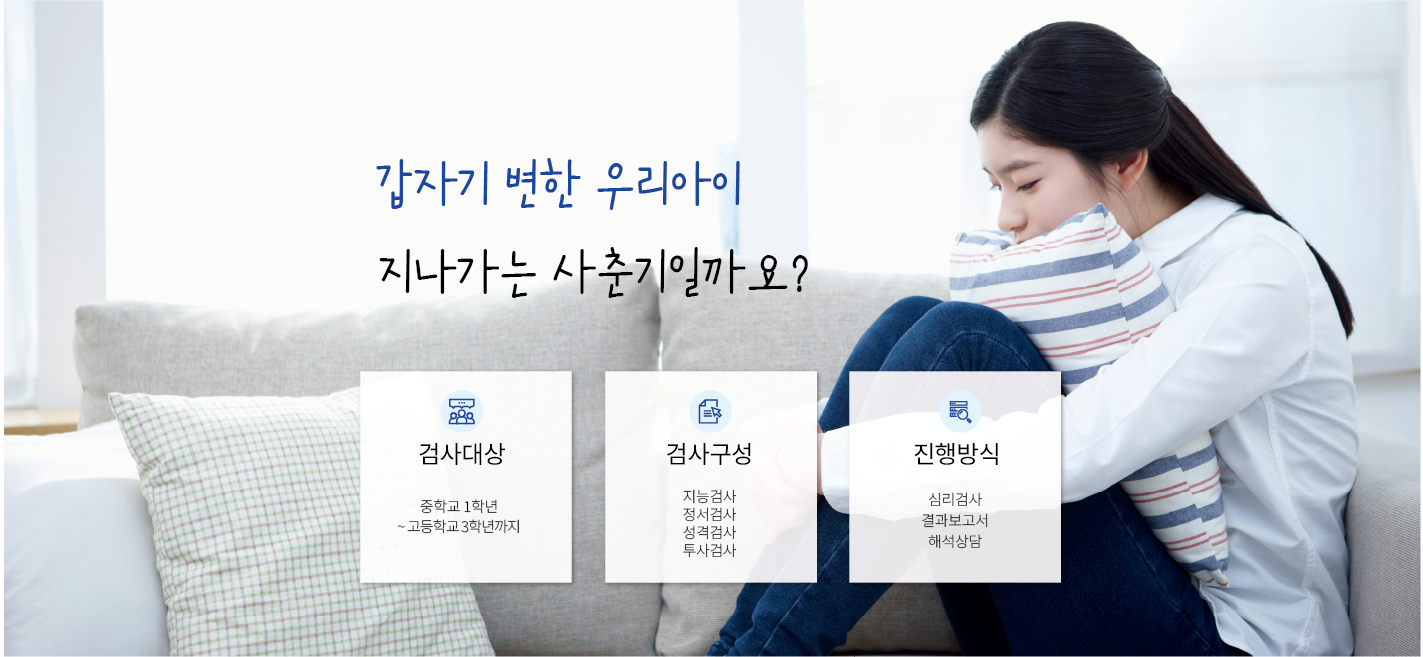 갑자기 변한 우리아이
지나가는 사춘기일까요?
검사대상
중학교 1학년
~ 고등학교 3학년까지
검사구성
지능검사
정서검사
성격검사
투사검사
진행방식
심리검사
결과보고서
해석상담